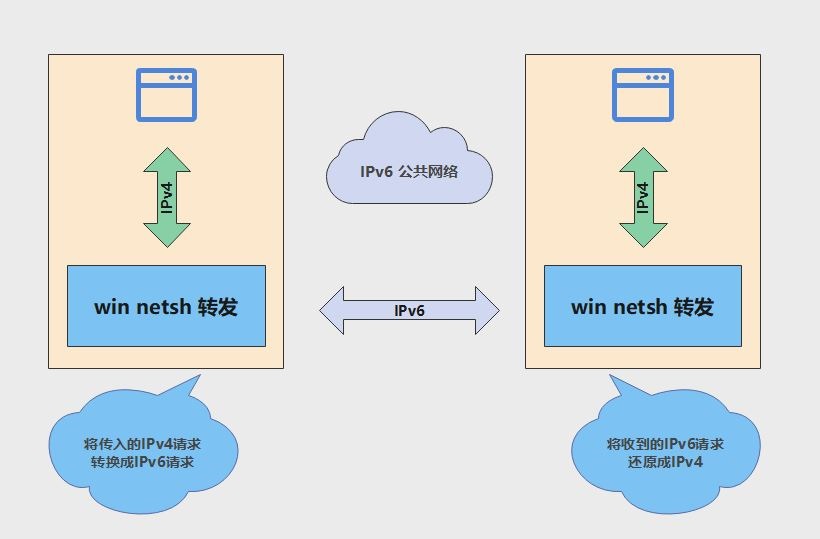 IPv6 公共网络
IPv4
IPv4
win netsh 转发
IPv6
win netsh 转发
将传入的IPv4请求
转换成IPv6请求
将收到的IPv6请求
还原成IPv4